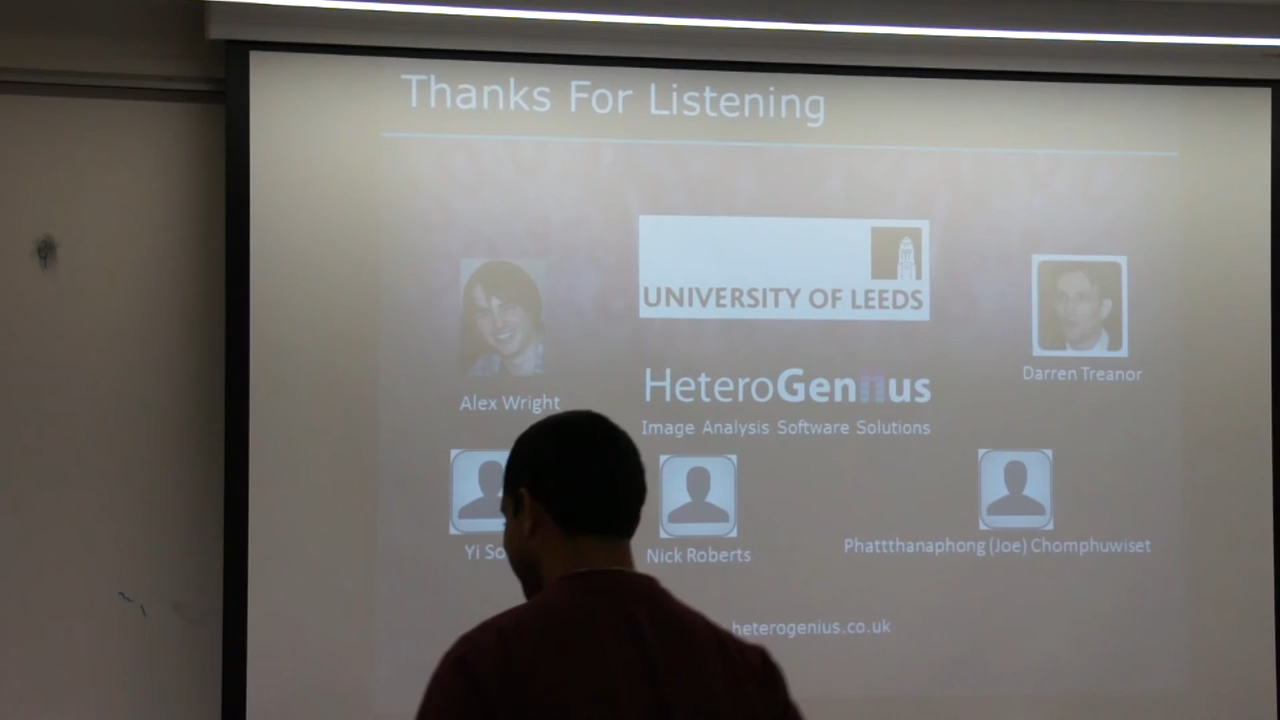 Thanks For Listening
UNIVERSITY OF LEEDS
HeteroGenius
Image Analysis Software Solutions
Alex Wright
Darren Treanor
Yi
Nick Roberts
Phattthanaphong (Joe) Chomphuwiset
heterogenius.co.uk